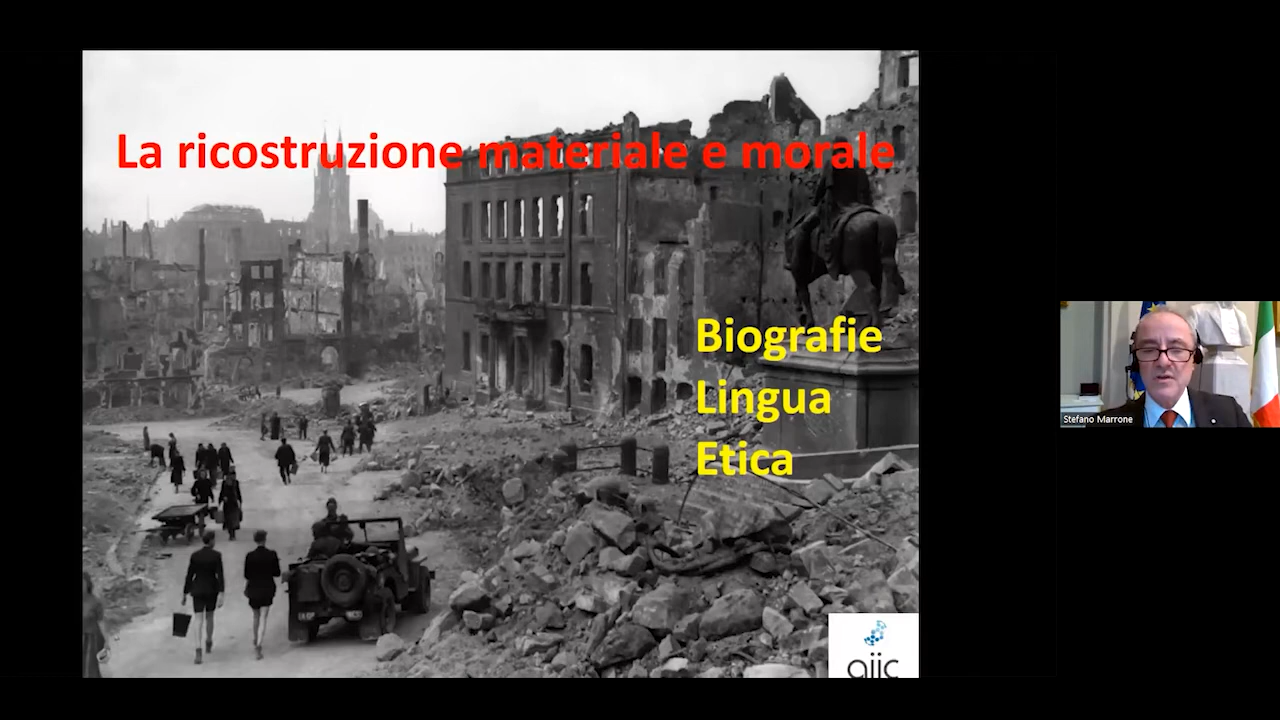 La ricostruzione materiale e morale
Biografie
Lingua
Etica
aiic
Stefano Marrone